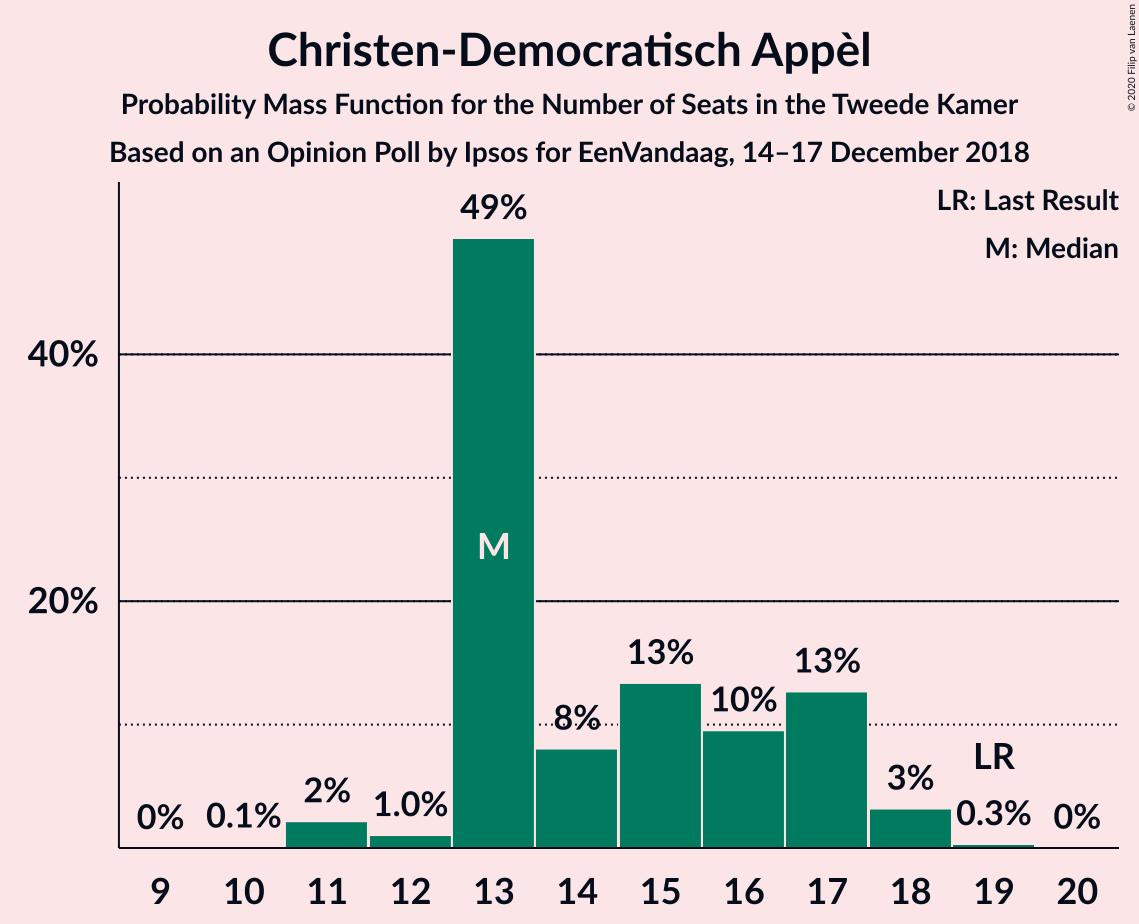 Christen-Democratisch Appèl
Probability Mass Function for the Number of Seats in the Tweede Kamer
Based on an Opinion Poll by Ipsos for EenVandaag, 14–17 December 2018
© 2020 Filip van Laenen
LR: Last Result
M: Median
49%
40%
M
20%
13%
13%
10%
8%
LR
3%
2%
1.0%
0.3%
0%
0.1%
0%
9 10 11 12 13 14 15 16 17 18 19 20